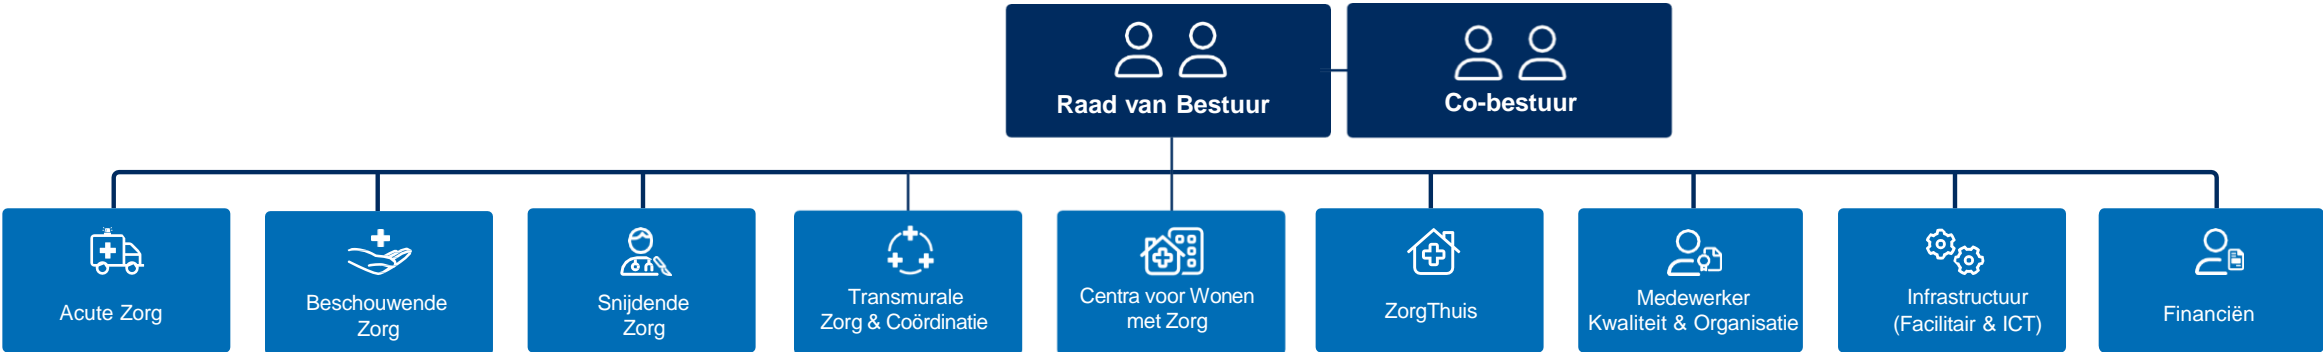 Raad van Bestuur
Co-bestuur
Acute Zorg
Beschouwende
Zorg
Snijdende
Zorg
Transmurale
Zorg & Coördinatie
Centra voor Wonen
met Zorg
ZorgThuis
Medewerker
Kwaliteit & Organisatie
Infrastructuur
(Facilitair & ICT)
Financiën